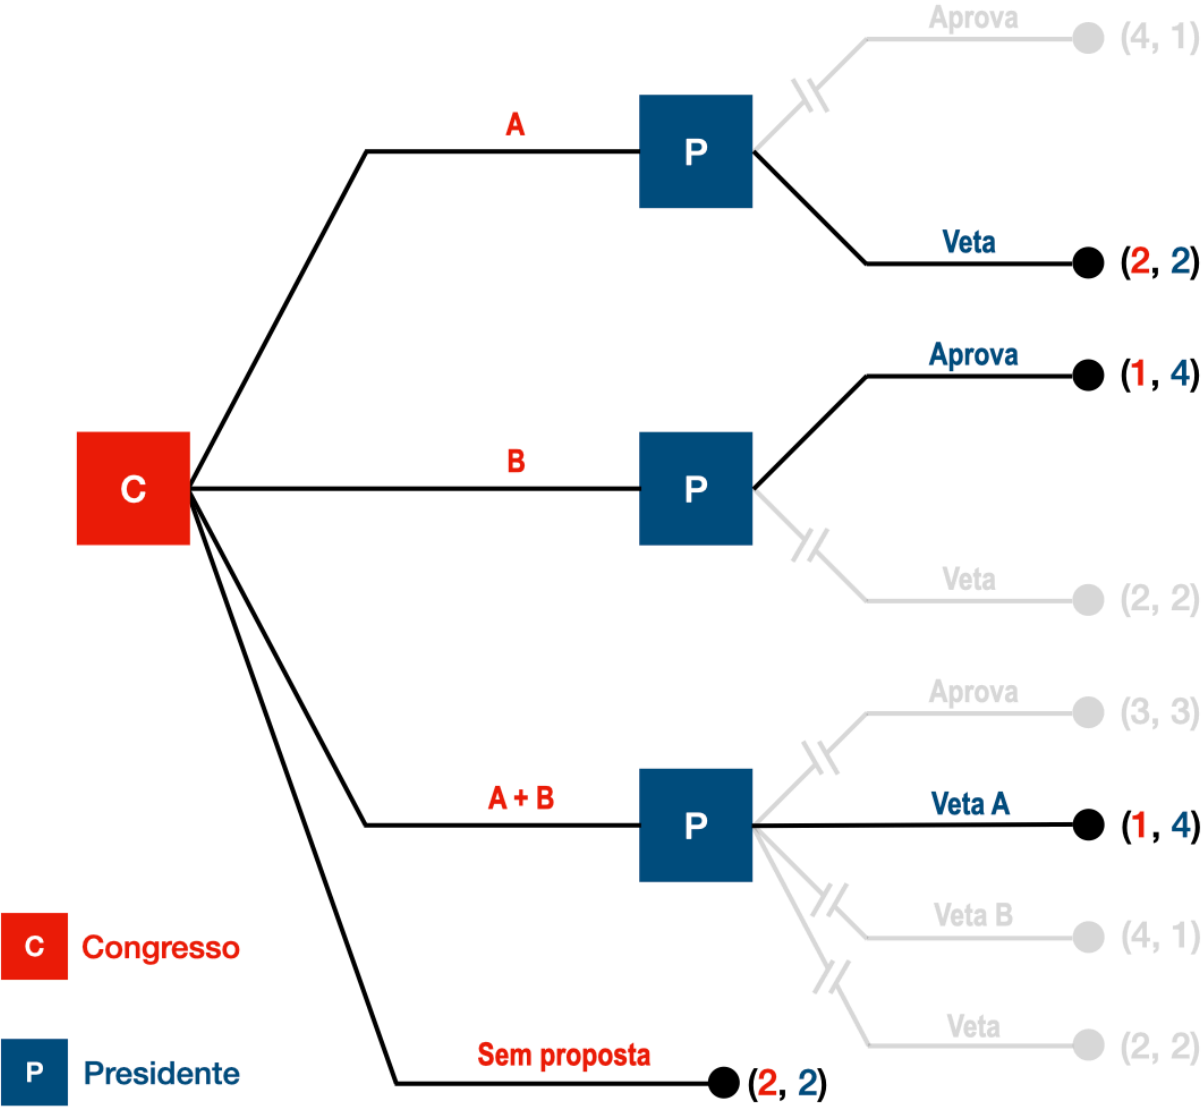 Aprova
(4, 1)
A
P
Veta
(2, 2)
Aprova
(1, 4)
C
B
P
Veta
(2, 2)
Aprova
(3, 3)
A + B
P
Veta A
(1, 4)
Veta B
(4, 1)
C Congresso
Veta
(2, 2)
Sem proposta
(2, 2)
P Presidente